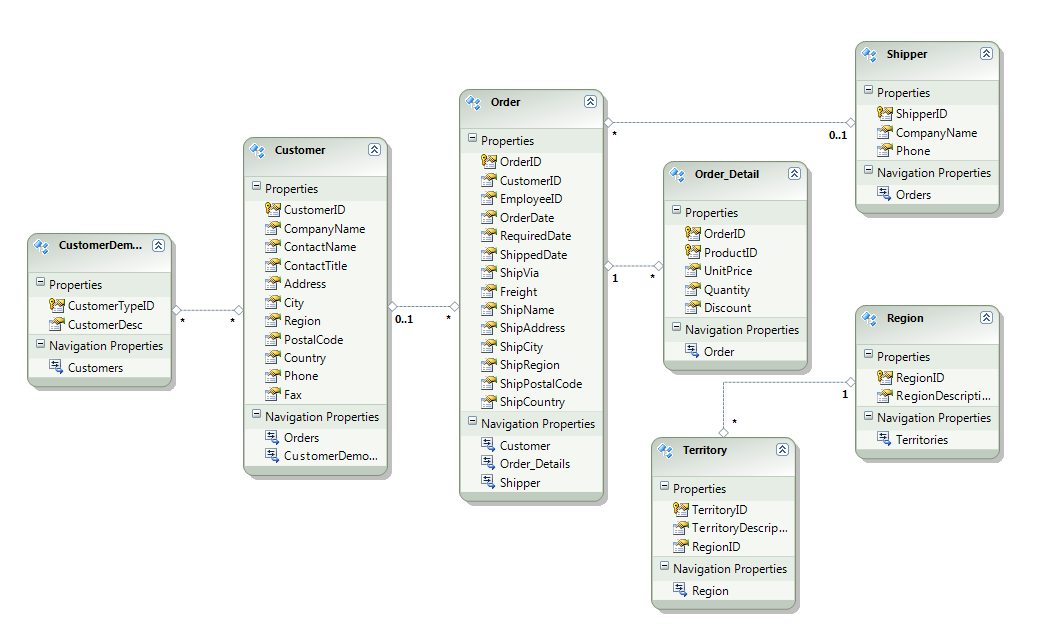 CustomerDem...
Properties
CustomerTypeID
CustomerDesc
Navigation Properties
Customers
*
*
Customer
Properties
CustomerID
CompanyName
ContactName
ContactTitle
Address
City
Region
PostalCode
Country
Phone
Fax
Navigation Properties
Orders
CustomerDemo...
0..1
*
Order
Properties
OrderID
CustomerID
EmployeeID
OrderDate
RequiredDate
ShippedDate
ShipVia
Freight
ShipName
ShipAddress
ShipCity
ShipRegion
ShipPostalCode
ShipCountry
Navigation Properties
Customer
Order_Details
Shipper
*
0..1
1
*
Order_Detail
Properties
OrderID
ProductID
UnitPrice
Quantity
Discount
Navigation Properties
Order
Shipper
Properties
ShipperID
CompanyName
Phone
Navigation Properties
Orders
Region
Properties
RegionID
RegionDescripti...
Navigation Properties
Territories
1
*
Territory
Properties
TerritoryID
TerritoryDescrip...
RegionID
Navigation Properties
Region